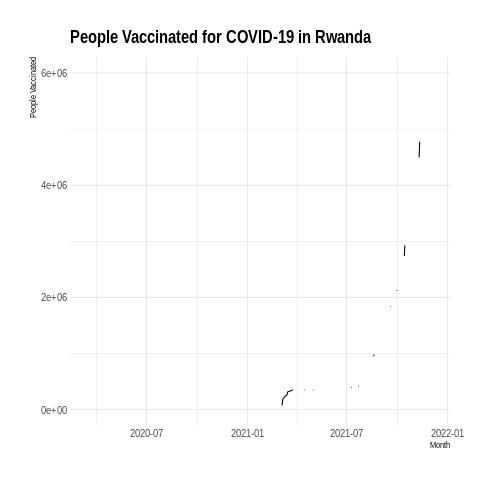 People Vaccinated for COVID-19 in Rwanda
People Vaccinated
6e+06
4e+06
2e+06
0e+00
2020-07 2021-01 2021-07 2022-01
Month